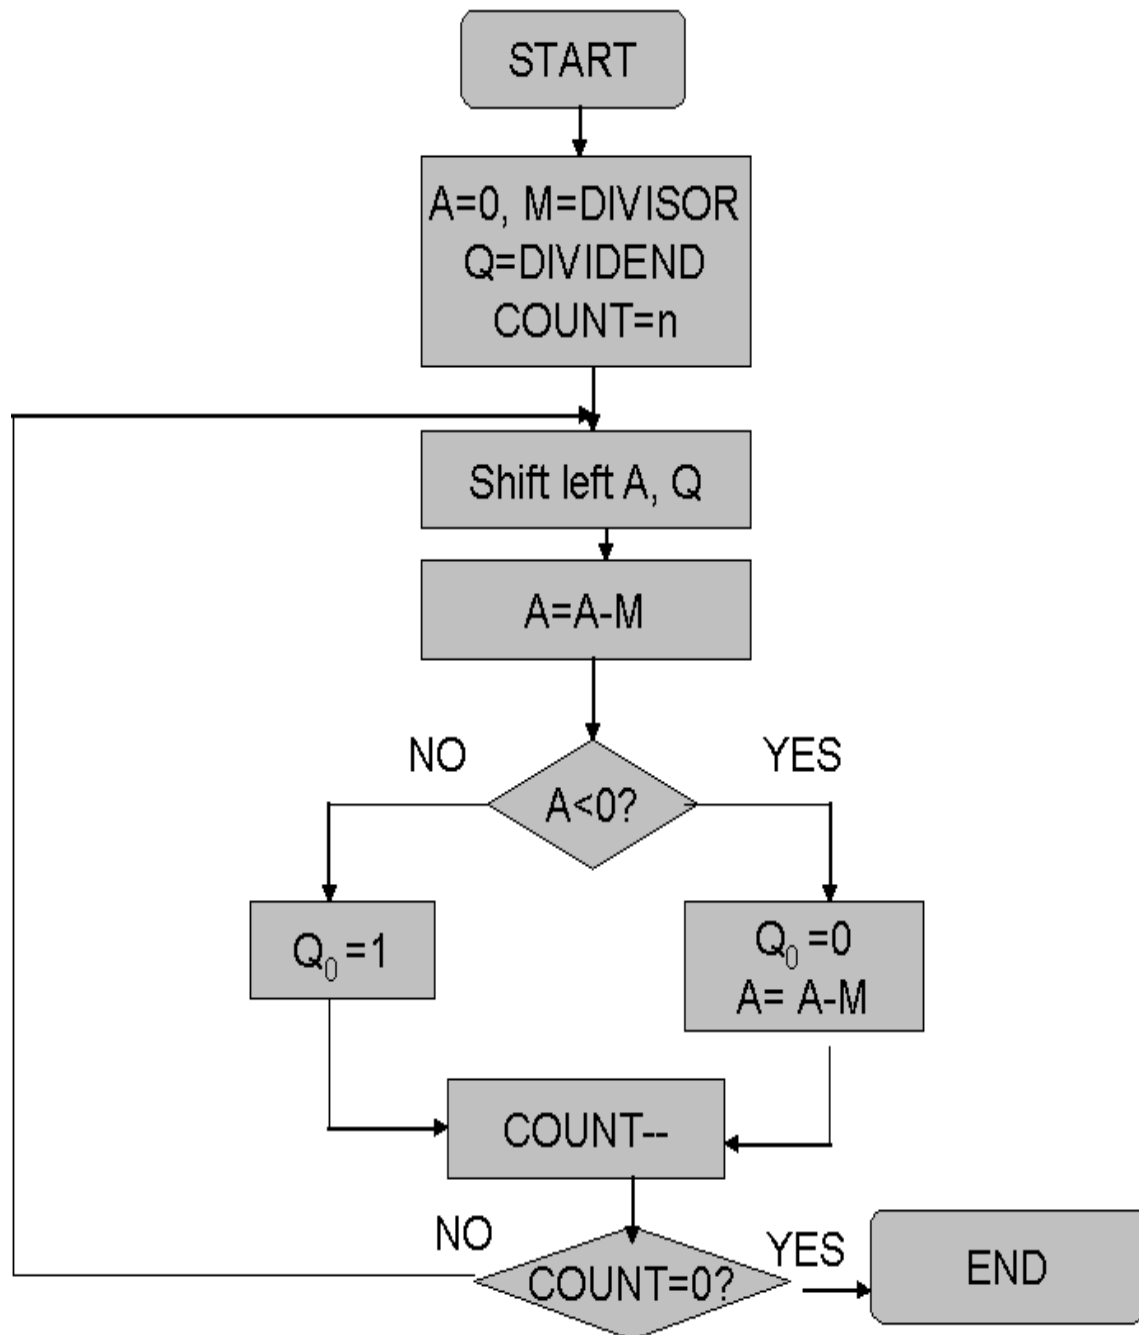 START
A=0, M=DIVISOR
Q=DIVIDEND
COUNT=n
Shift left A, Q
A=A-M
NO
YES
A<0?
Q₀=1
Q₀=0
A= A-M
COUNT--
NO
YES
COUNT=0?
END